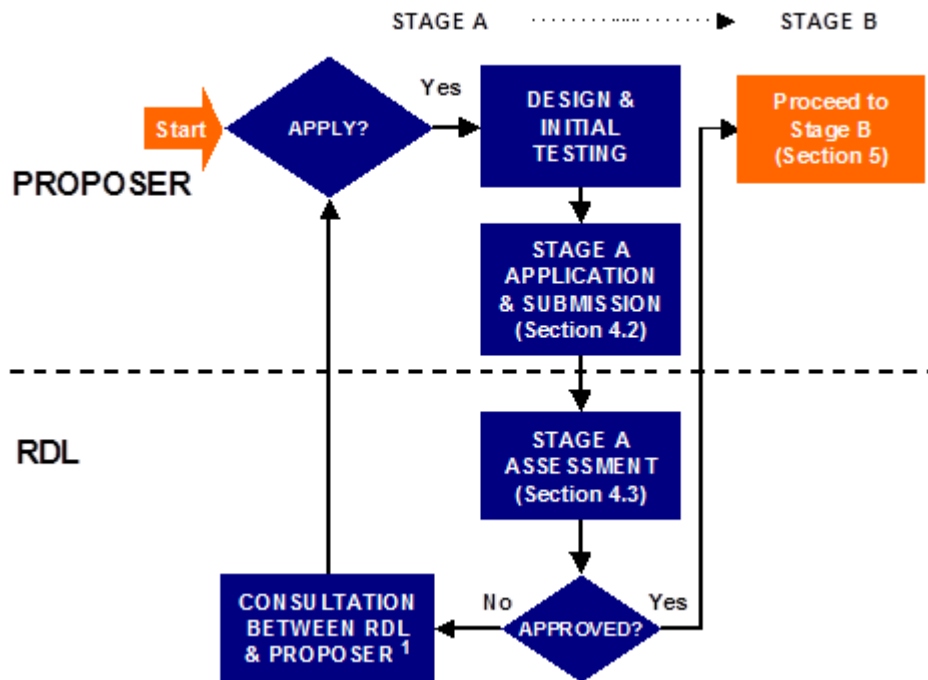 STAGE A
STAGE B
Start
APPLY?
Yes
DESIGN &
INITIAL
TESTING
Proceed to
Stage B
(Section 5)
PROPOSER
STAGE A
APPLICATION
& SUBMISSION
(Section 4.2)
RDL
STAGE A
ASSESSMENT
(Section 4.3)
APPROVED?
No
Yes
CONSULTATION
BETWEEN RDL
& PROPOSER 1